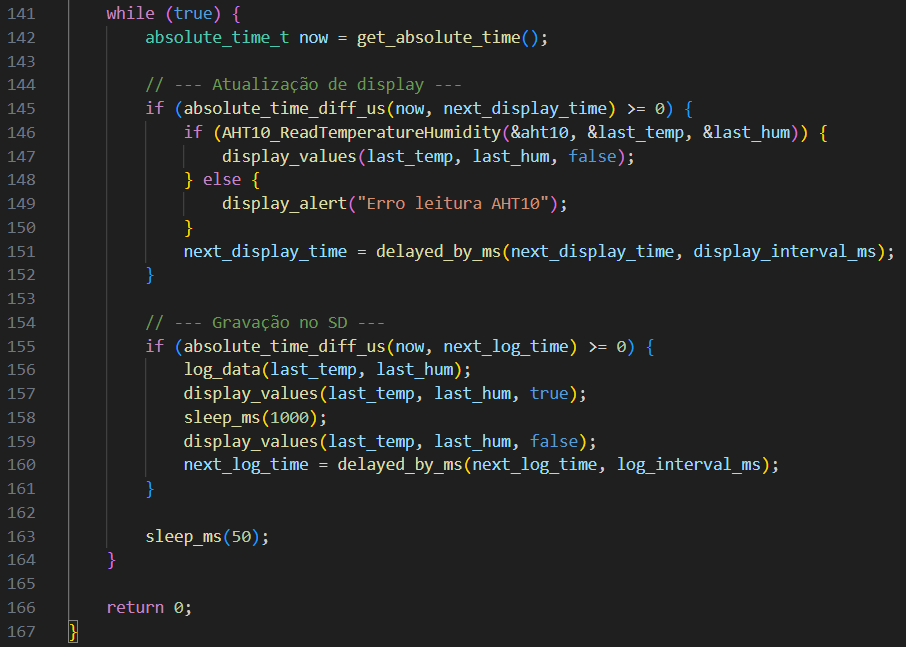 141 while (true) {
142 absolute_time_t now = get_absolute_time();
143
144 // --- Atualização de display ---
145 if (absolute_time_diff_us(now, next_display_time) >= 0) {
146 if (AHT10_ReadTemperatureHumidity(&aht10, &last_temp, &last_hum)) {
147 display_values(last_temp, last_hum, false);
148 } else {
149 display_alert("Erro leitura AHT10");
150 }
151 next_display_time = delayed_by_ms(next_display_time, display_interval_ms);
152 }
153
154 // --- Gravação no SD ---
155 if (absolute_time_diff_us(now, next_log_time) >= 0) {
156 log_data(last_temp, last_hum);
157 display_values(last_temp, last_hum, true);
158 sleep_ms(1000);
159 display_values(last_temp, last_hum, false);
160 next_log_time = delayed_by_ms(next_log_time, log_interval_ms);
161 }
162
163 sleep_ms(50);
164 }
165
166 return 0;
167 }